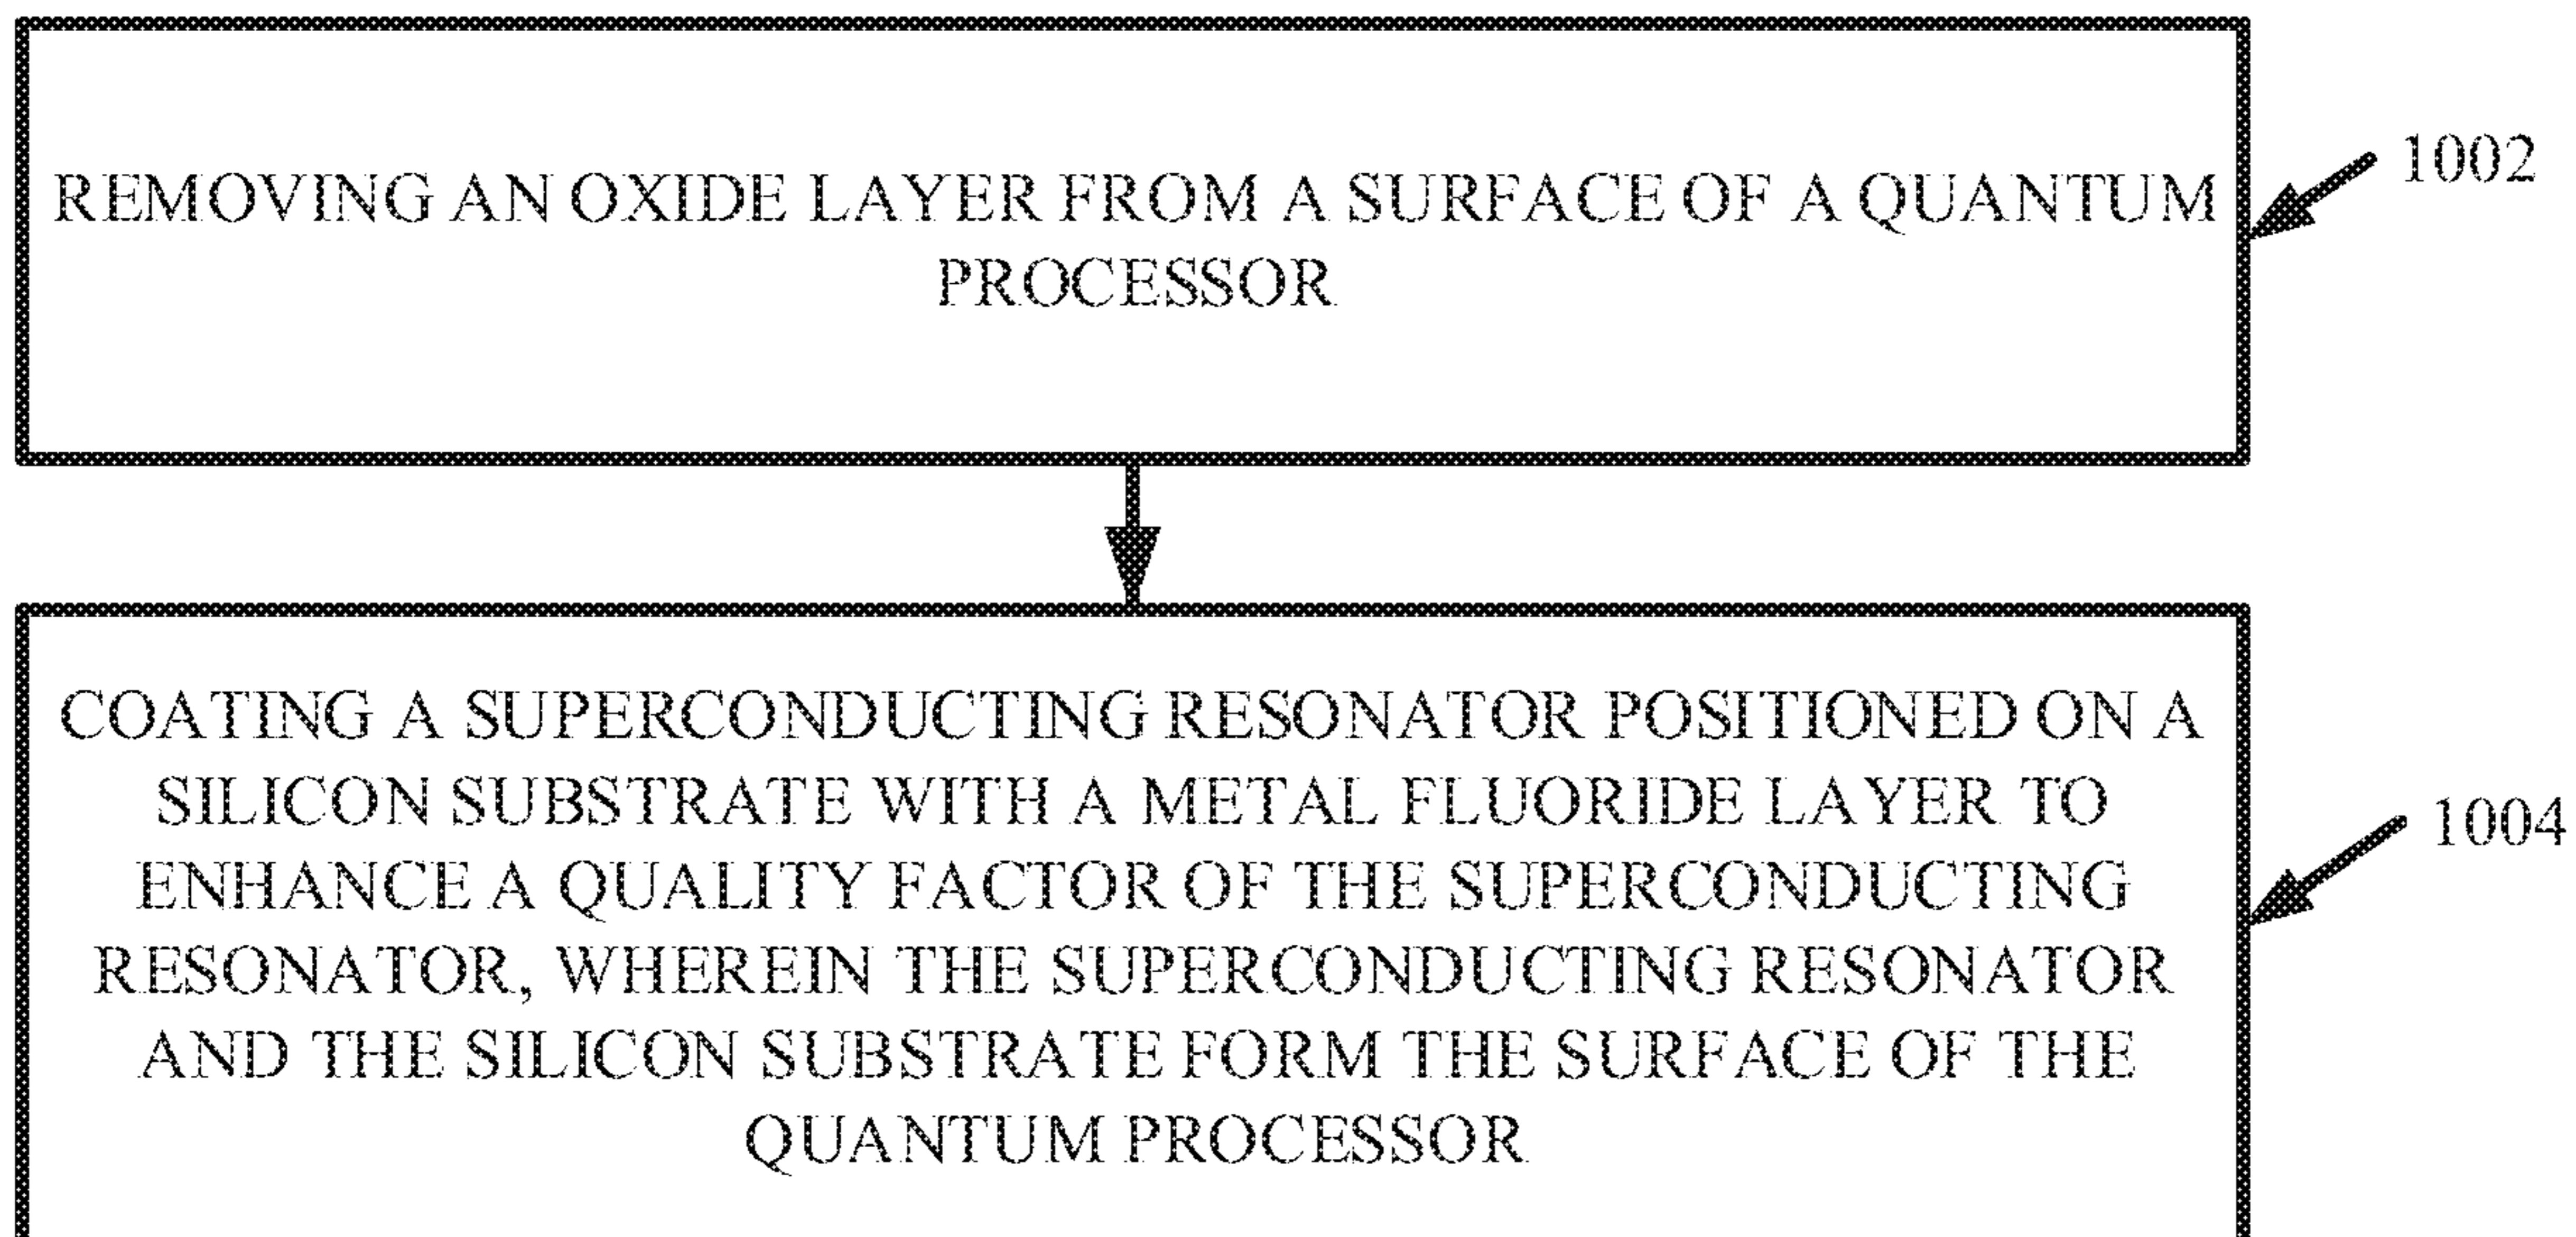 REMOVING AN OXIDE LAYER FROM A SURFACE OF A QUANTUM
PROCESSOR
1002
COATING A SUPERCONDUCTING RESONATOR POSITIONED ON A
SILICON SUBSTRATE WITH A METAL FLUORIDE LAYER TO
ENHANCE A QUALITY FACTOR OF THE SUPERCONDUCTING
RESONATOR, WHEREIN THE SUPERCONDUCTING RESONATOR
AND THE SILICON SUBSTRATE FORM THE SURFACE OF THE
QUANTUM PROCESSOR
1004